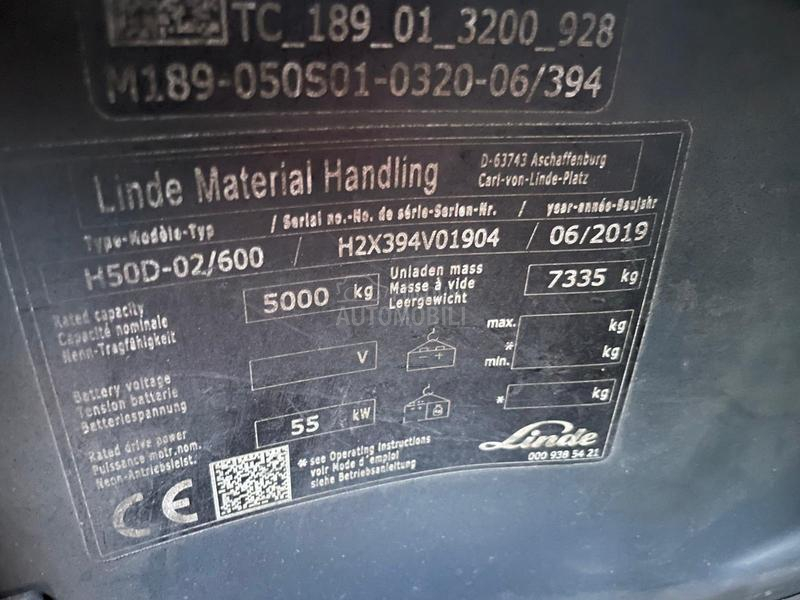 TC_189_01_3200_928
M189-050S01-0320-06/394
Linde Material Handling
D-63743 Aschaffenburg
Carl-von-Linde-Platz
Type-Modèle-Typ / Serial no.-No. de série-Serien-Nr. / year-année-Baujahr
H50D-02/600 / H2X394V01904 / 06/2019
Rated capacity
Capacité nominale
Nenn-Tragfähigkeit
5000 kg
Unladen mass
Masse à vide
Leergewicht
7335 kg
AUTOMOBILI
Battery voltage
Tension batterie
Batteriespannung
V
max. kg
*
min. kg
Rated drive power
Puissance motr.nom.
Nenn-Antriebsleist.
55 kW
* kg
* see Operating Instructions
voir Mode d'emploi
siehe Betriebsanleitung
Linde
000 938 54 21
CE